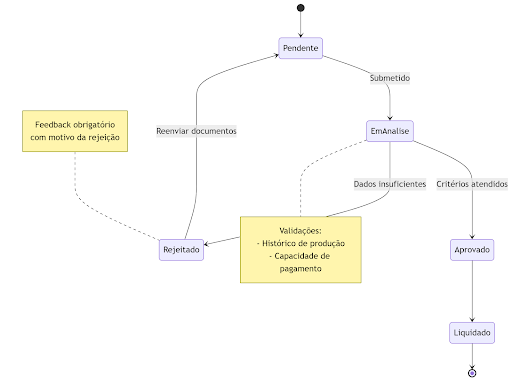 Pendente
Submetido
Feedback obrigatório
com motivo da rejeição
Reenviar documentos
EmAnalise
Dados insuficientes
Critérios atendidos
Validações:
- Histórico de produção
- Capacidade de
pagamento
Rejeitado
Aprovado
Liquidado